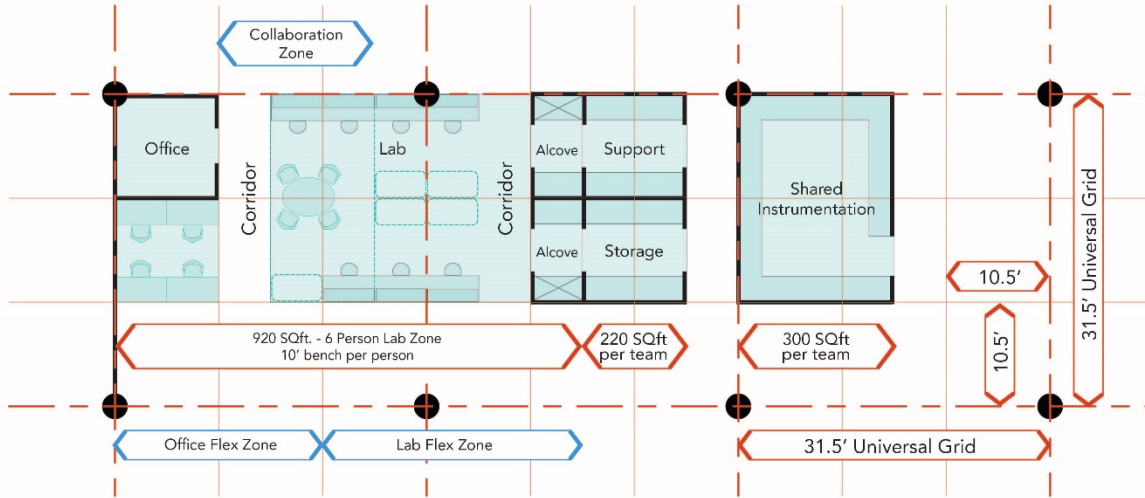 Collaboration
Zone
Office
Corridor
Lab
Corridor
Alcove
Support
Alcove
Storage
Shared
Instrumentation
10.5’
10.5’
31.5’ Universal Grid
920 SQft. - 6 Person Lab Zone
10’ bench per person
220 SQft
per team
300 SQft
per team
Office Flex Zone
Lab Flex Zone
31.5’ Universal Grid